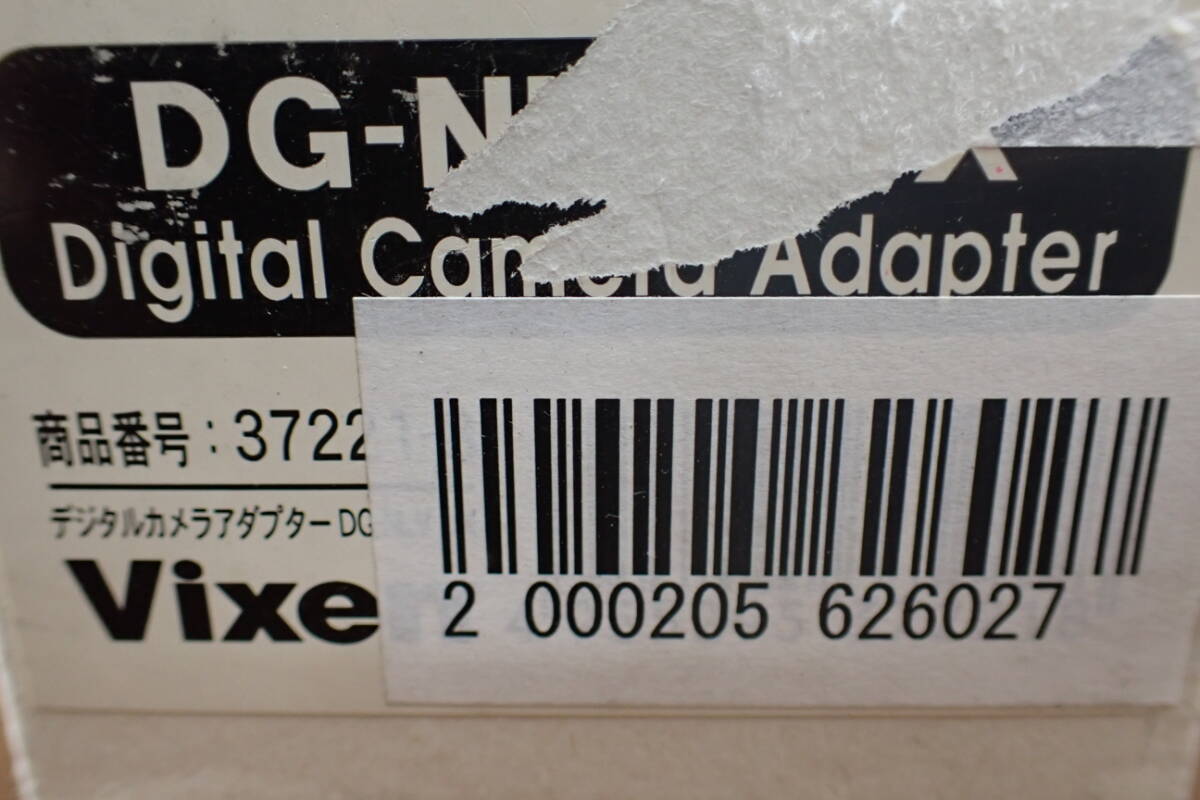 DG-N
Digital Camera Adapter
商品番号:3722
デジタルカメラアダプターDG
Vixe
2 000205 626027